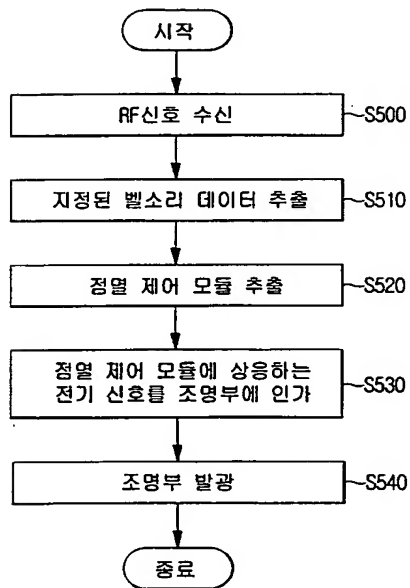 시작
RF신호 수신
S500
지정된 벨소리 데이터 추출
S510
점멸 제어 모듈 추출
S520
점멸 제어 모듈에 상응하는
전기 신호를 조명부에 인가
S530
조명부 발광
S540
종료